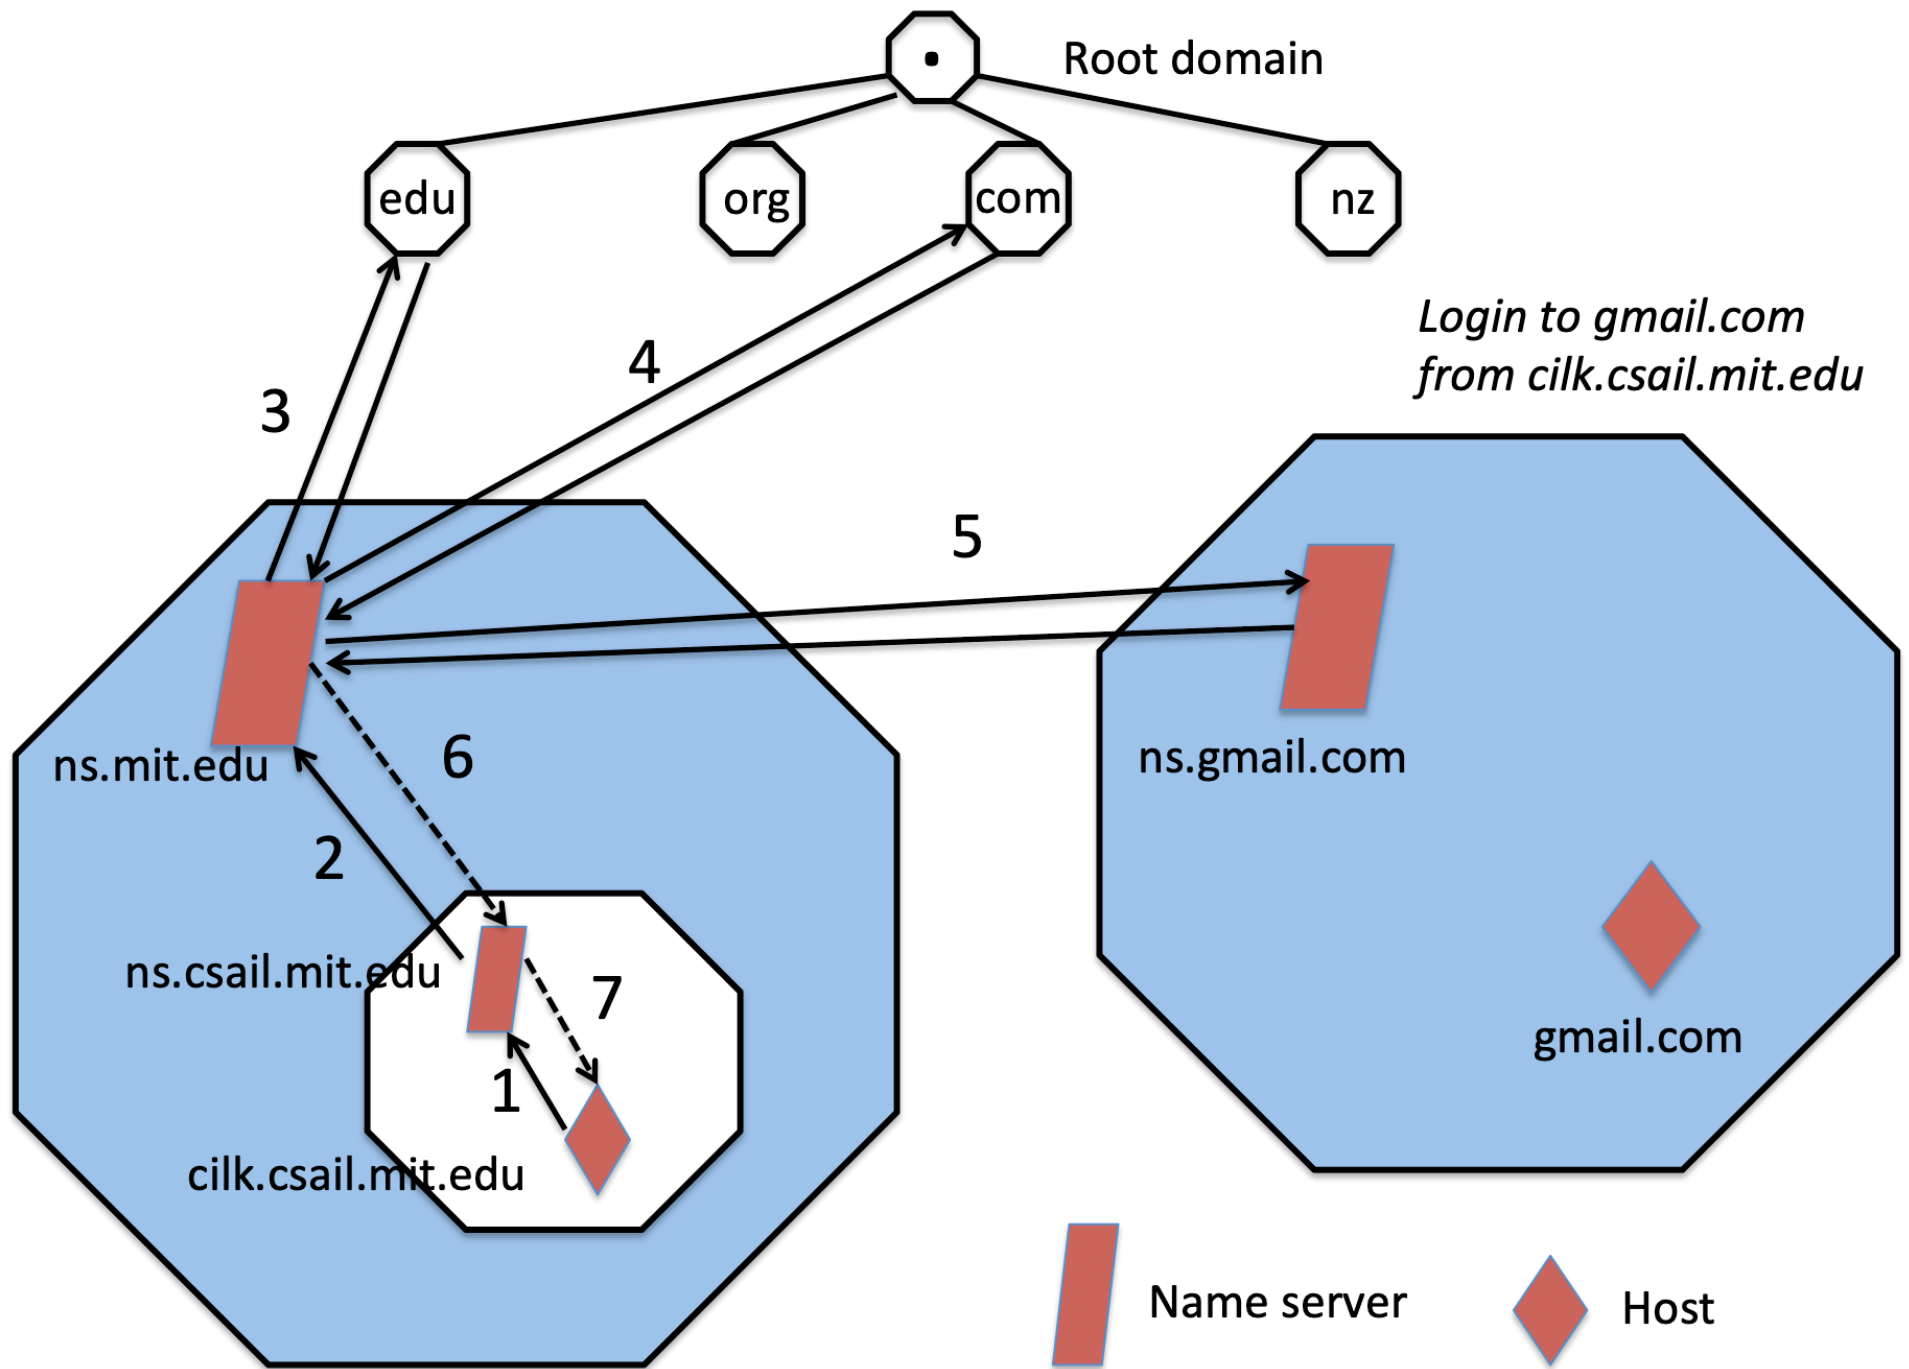 Root domain
edu
org
com
nz
Login to gmail.com
from cilk.csail.mit.edu
4
3
5
6
ns.mit.edu
ns.gmail.com
2
ns.csail.mit.edu
7
1
gmail.com
cilk.csail.mit.edu
Name server
Host